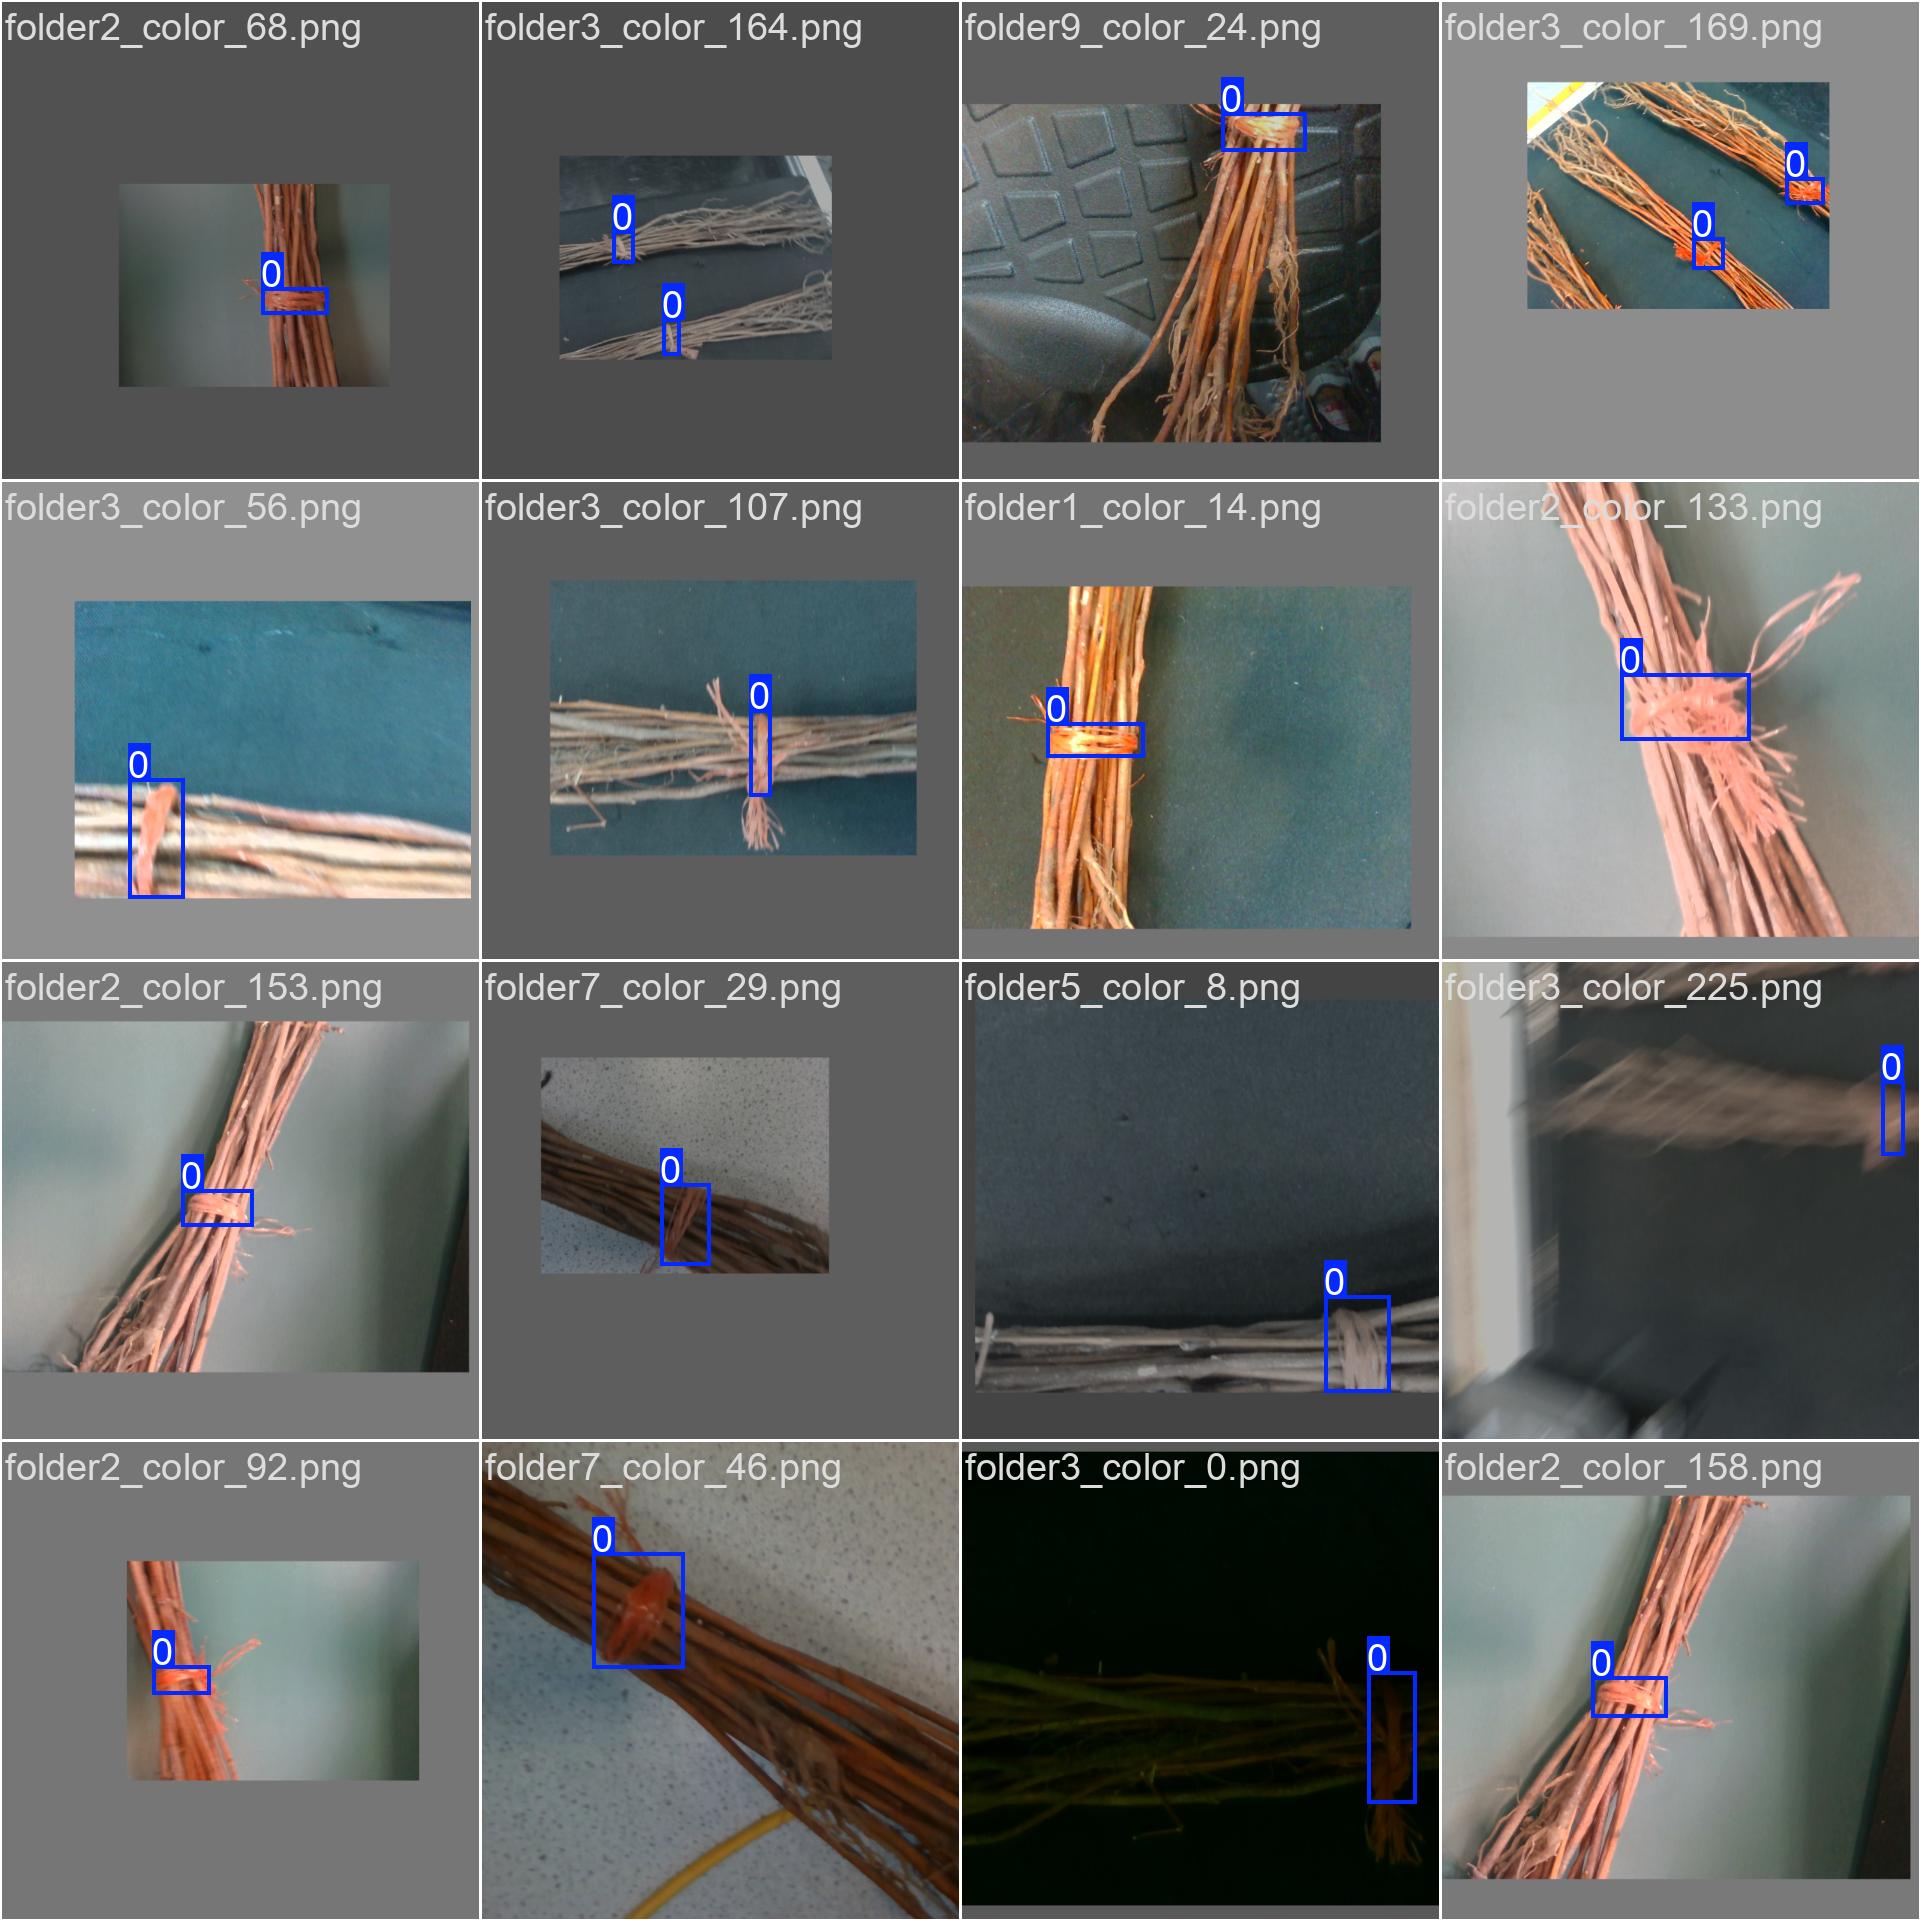 folder2_color_68.png
folder3_color_164.png
folder9_color_24.png
folder3_color_169.png
0
0
0
0
0
0
folder3_color_56.png
folder3_color_107.png
folder1_color_14.png
folder2_color_133.png
0
0
0
0
folder2_color_153.png
folder7_color_29.png
folder5_color_8.png
folder3_color_225.png
0
0
0
0
folder2_color_92.png
folder7_color_46.png
folder3_color_0.png
folder2_color_158.png
0
0
0
0